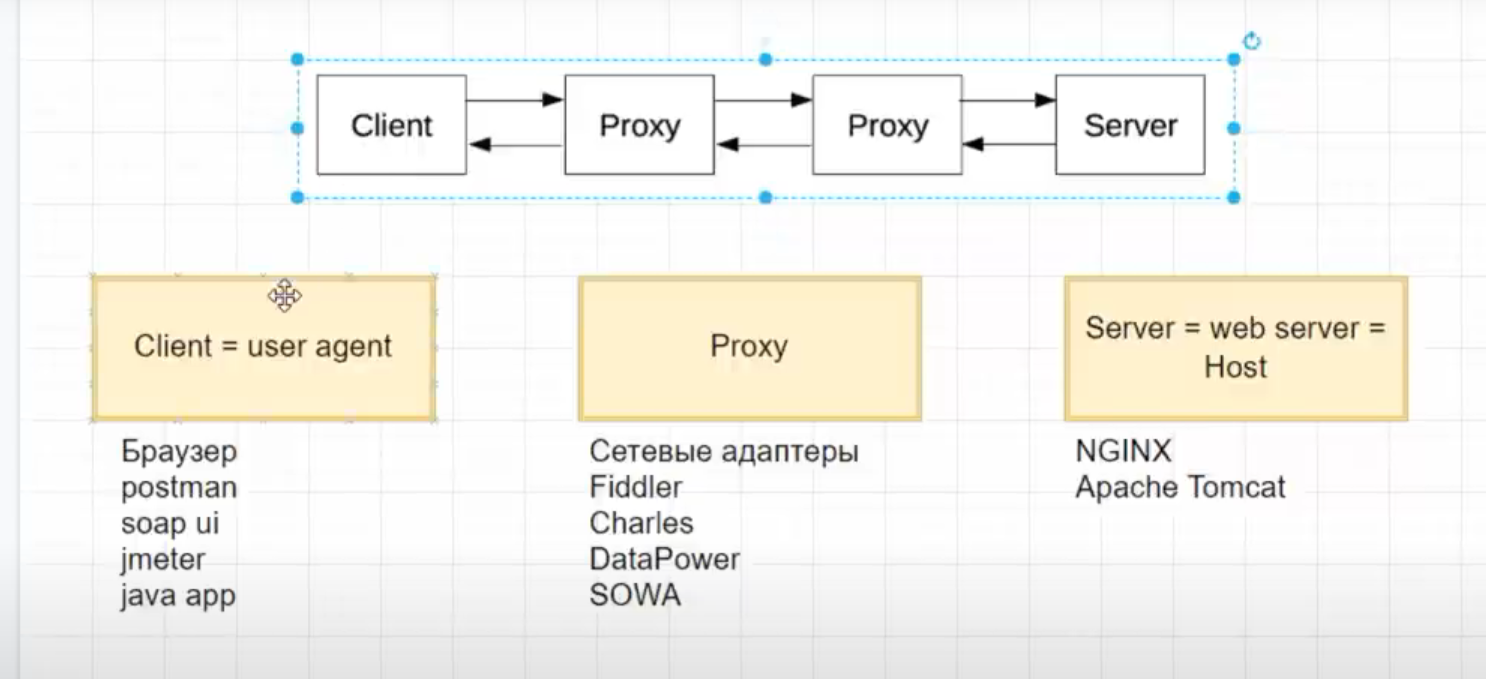 Client
Proxy
Proxy
Server
Client = user agent
Proxy
Server = web server =
Host
Браузер
postman
soap ui
jmeter
java app
Сетевые адаптеры
Fiddler
Charles
DataPower
SOWA
NGINX
Apache Tomcat